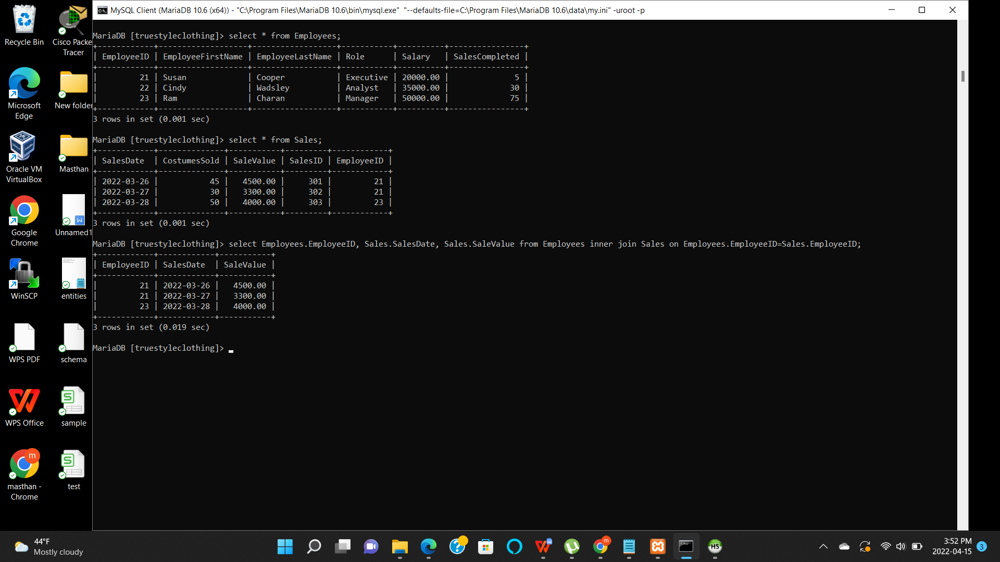 MySQL Client (MariaDB 10.6 (x64)) - "C:\Program Files\MariaDB 10.6\bin\mysql.exe"  "--defaults-file=C:\Program Files\MariaDB 10.6\data\my.ini" -uroot -p
MariaDB [truestyleclothing]> select * from Employees;
+------------+-------------------+------------------+-----------+----------+----------------+
| EmployeeID | EmployeeFirstName | EmployeeLastName | Role      | Salary   | SalesCompleted |
+------------+-------------------+------------------+-----------+----------+----------------+
|         21 | Susan             | Cooper           | Executive | 20000.00 |              5 |
|         22 | Cindy             | Wadsley          | Analyst   | 35000.00 |             30 |
|         23 | Ram               | Charan           | Manager   | 50000.00 |             75 |
+------------+-------------------+------------------+-----------+----------+----------------+
3 rows in set (0.001 sec)
MariaDB [truestyleclothing]> select * from Sales;
+------------+--------------+-----------+---------+------------+
| SalesDate  | CostumesSold | SaleValue | SalesID | EmployeeID |
+------------+--------------+-----------+---------+------------+
| 2022-03-26 |           45 |   4500.00 |     301 |         21 |
| 2022-03-27 |           30 |   3300.00 |     302 |         21 |
| 2022-03-28 |           50 |   4000.00 |     303 |         23 |
+------------+--------------+-----------+---------+------------+
3 rows in set (0.001 sec)
MariaDB [truestyleclothing]> select Employees.EmployeeID, Sales.SalesDate, Sales.SaleValue from Employees inner join Sales on Employees.EmployeeID=Sales.EmployeeID;
+------------+------------+-----------+
| EmployeeID | SalesDate  | SaleValue |
+------------+------------+-----------+
|         21 | 2022-03-26 |   4500.00 |
|         21 | 2022-03-27 |   3300.00 |
|         23 | 2022-03-28 |   4000.00 |
+------------+------------+-----------+
3 rows in set (0.019 sec)
MariaDB [truestyleclothing]>
Recycle Bin
Cisco Packe
Tracer
Microsoft
Edge
New folder
Oracle VM
VirtualBox
Masthan
Google
Chrome
Unnamed1
WinSCP
entities
WPS PDF
schema
WPS Office
sample
m
masthan -
Chrome
test
44°F
Mostly cloudy
m
HS
3:52 PM
2022-04-15
3